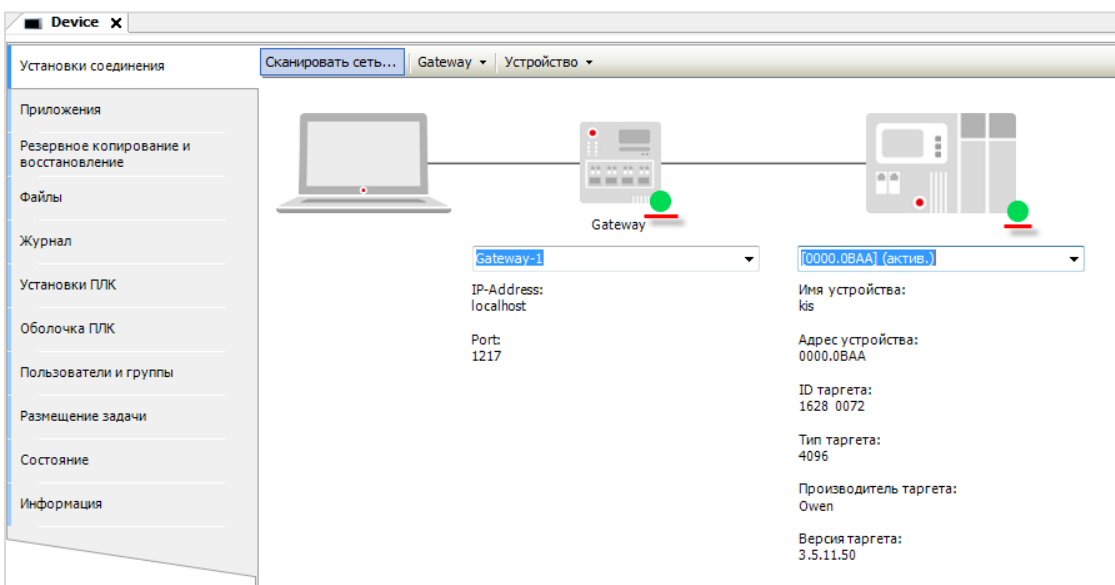 Device
Установки соединения
Приложения
Резервное копирование и
восстановление
Файлы
Журнал
Установки ПЛК
Оболочка ПЛК
Пользователи и группы
Размещение задачи
Состояние
Информация
Сканировать сеть...
Gateway
Устройство
Gateway
Gateway-1
IP-Address:
localhost
Port:
1217
[0000.0BAA] (актив.)
Имя устройства:
kis
Адрес устройства:
0000.0BAA
ID таргета:
1628 0072
Тип таргета:
4096
Производитель таргета:
Owen
Версия таргета:
3.5.11.50